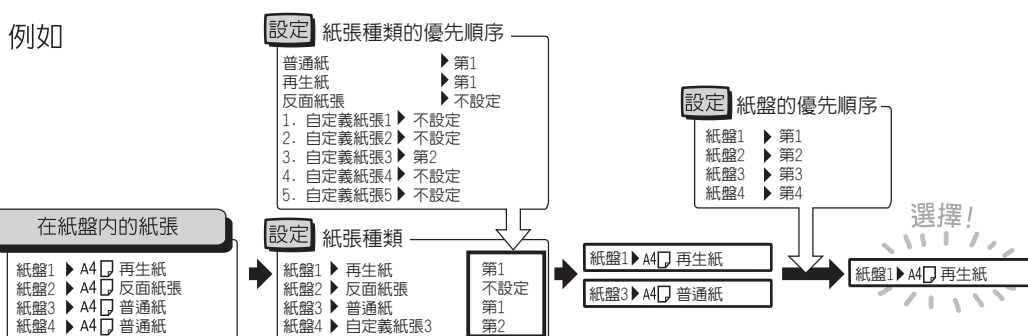 例如
設定 紙張種類的優先順序
普通紙 ▶ 第1
再生紙 ▶ 第1
反面紙張 ▶ 不設定
1. 自定義紙張1 ▶ 不設定
2. 自定義紙張2 ▶ 不設定
3. 自定義紙張3 ▶ 第2
4. 自定義紙張4 ▶ 不設定
5. 自定義紙張5 ▶ 不設定
設定 紙盤的優先順序
紙盤1 ▶ 第1
紙盤2 ▶ 第2
紙盤3 ▶ 第3
紙盤4 ▶ 第4
在紙盤内的紙張
紙盤1 ▶ A4 再生紙
紙盤2 ▶ A4 反面紙張
紙盤3 ▶ A4 普通紙
紙盤4 ▶ A4 普通紙
設定 紙張種類
紙盤1 ▶ 再生紙 第1
紙盤2 ▶ 反面紙張 不設定
紙盤3 ▶ 普通紙 第1
紙盤4 ▶ 自定義紙張3 第2
紙盤1 ▶ A4 再生紙
紙盤3 ▶ A4 普通紙
選擇!
紙盤1 ▶ A4 再生紙